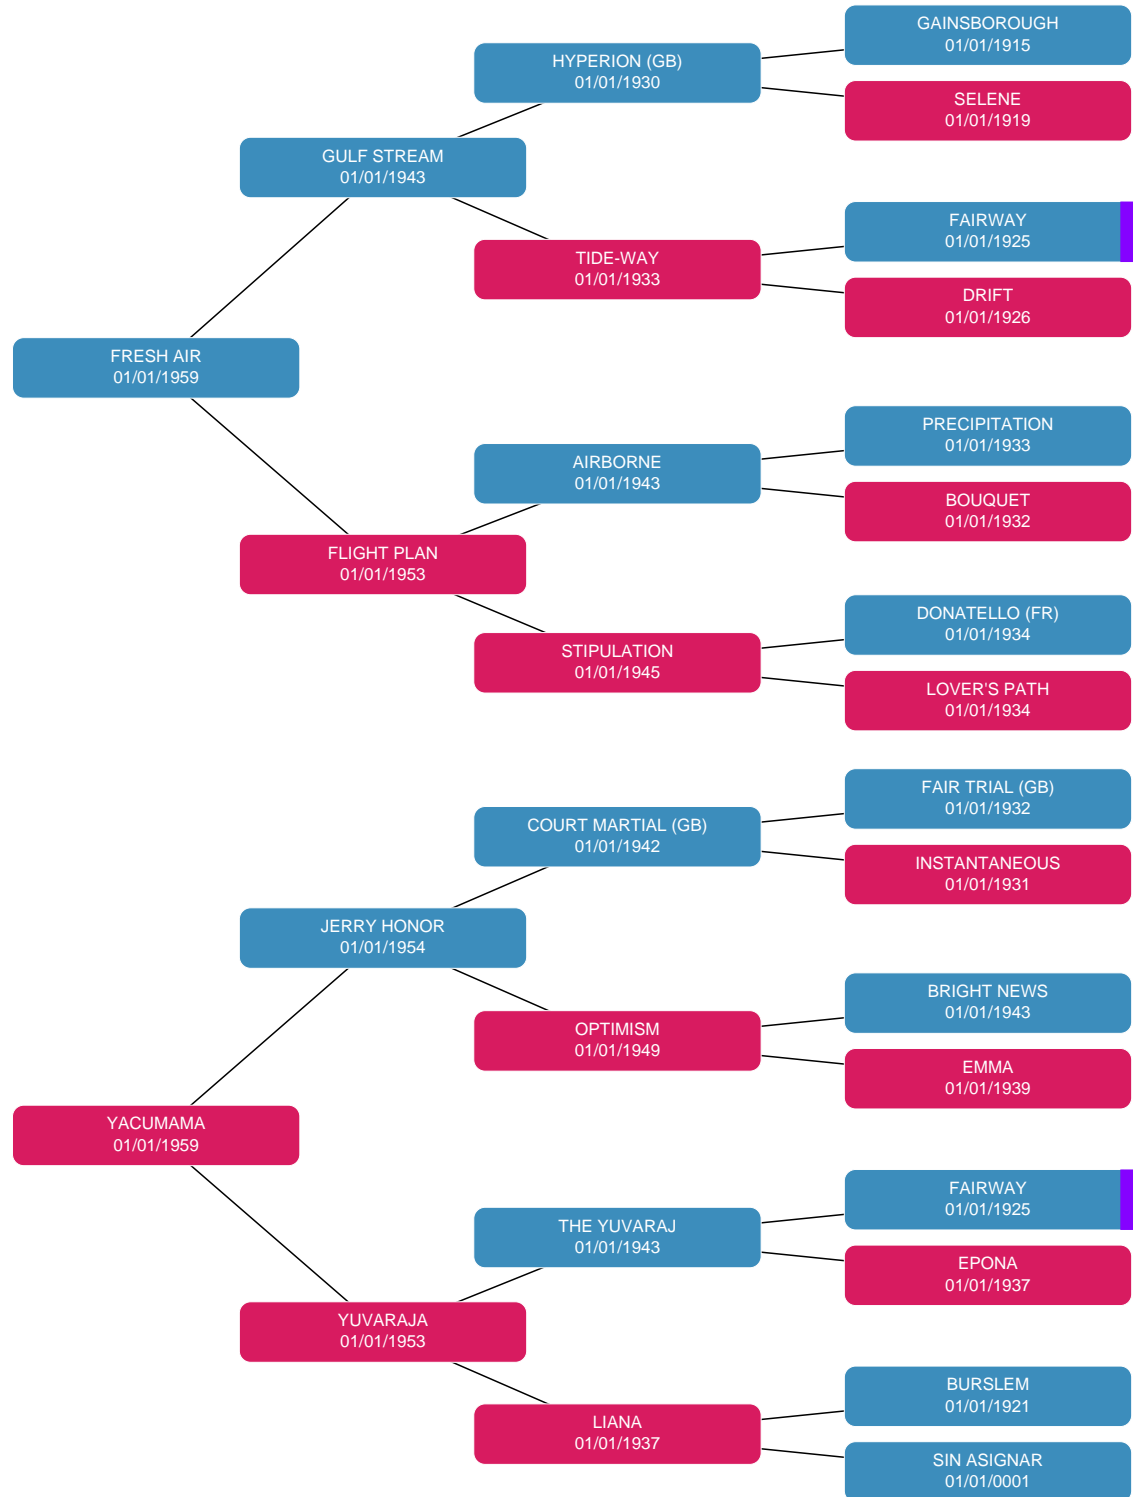 GAINSBOROUGH
01/01/1915
HYPERION (GB)
01/01/1930
SELENE
01/01/1919
GULF STREAM
01/01/1943
FAIRWAY
01/01/1925
TIDE-WAY
01/01/1933
DRIFT
01/01/1926
FRESH AIR
01/01/1959
PRECIPITATION
01/01/1933
AIRBORNE
01/01/1943
BOUQUET
01/01/1932
FLIGHT PLAN
01/01/1953
DONATELLO (FR)
01/01/1934
STIPULATION
01/01/1945
LOVER'S PATH
01/01/1934
FAIR TRIAL (GB)
01/01/1932
COURT MARTIAL (GB)
01/01/1942
INSTANTANEOUS
01/01/1931
JERRY HONOR
01/01/1954
BRIGHT NEWS
01/01/1943
OPTIMISM
01/01/1949
EMMA
01/01/1939
YACUMAMA
01/01/1959
FAIRWAY
01/01/1925
THE YUVARAJ
01/01/1943
EPONA
01/01/1937
YUVARAJA
01/01/1953
BURSLEM
01/01/1921
LIANA
01/01/1937
SIN ASIGNAR
01/01/0001